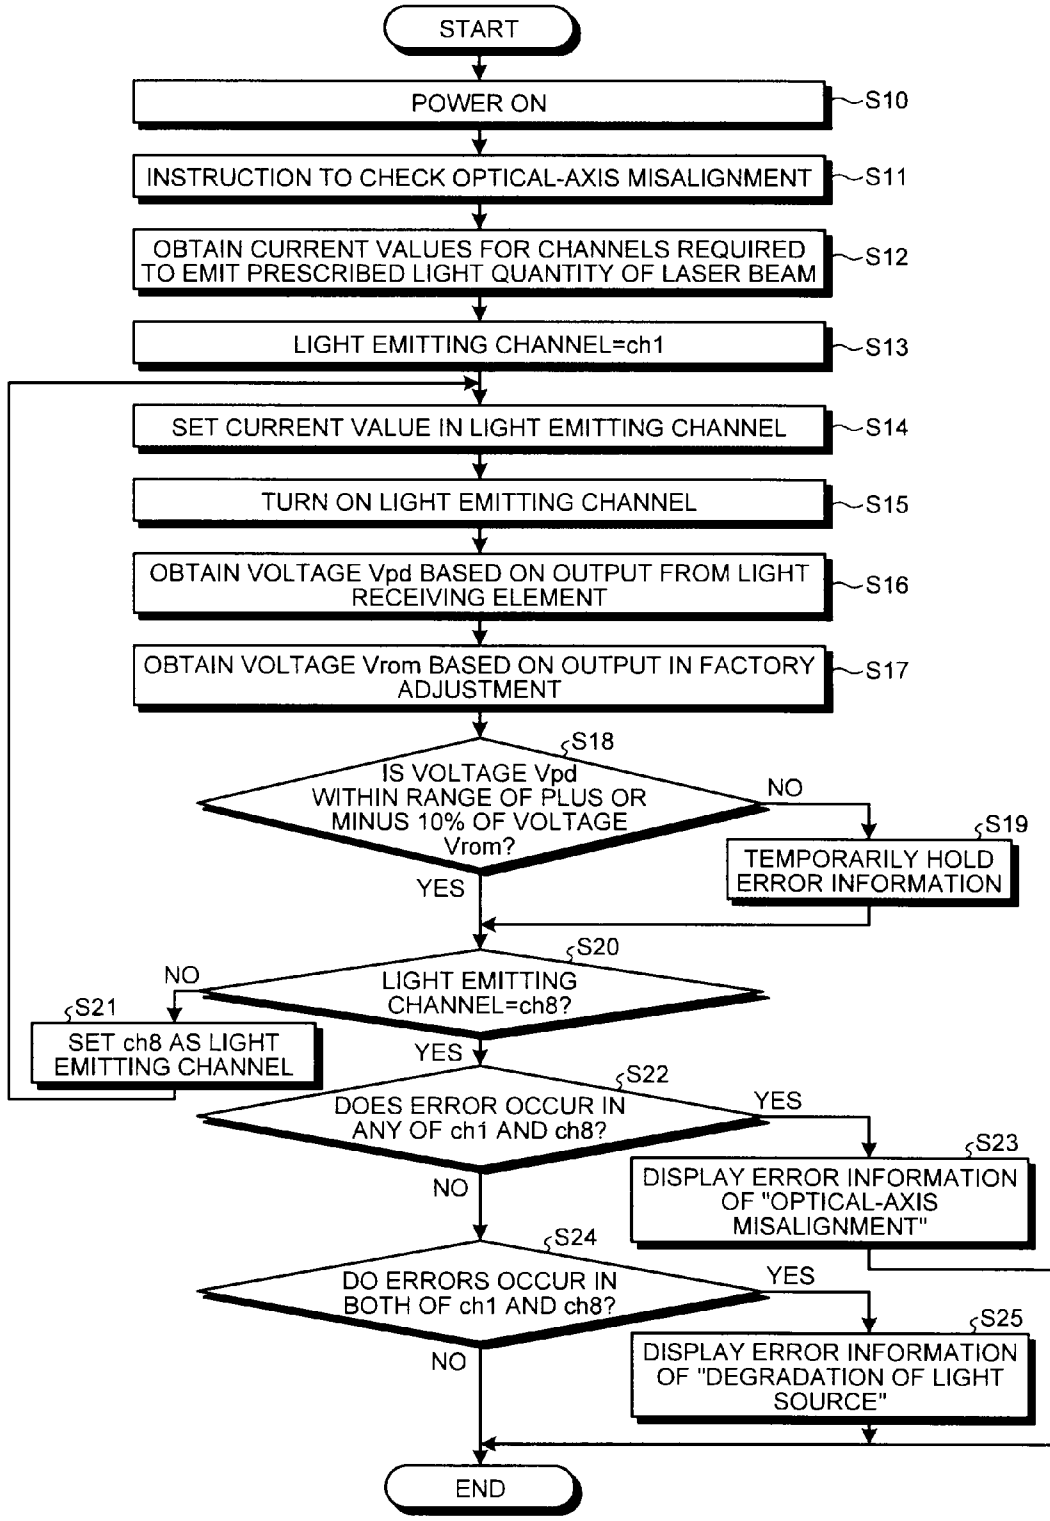 START
POWER ON
S10
INSTRUCTION TO CHECK OPTICAL-AXIS MISALIGNMENT
S11
OBTAIN CURRENT VALUES FOR CHANNELS REQUIRED
TO EMIT PRESCRIBED LIGHT QUANTITY OF LASER BEAM
S12
LIGHT EMITTING CHANNEL=ch1
S13
SET CURRENT VALUE IN LIGHT EMITTING CHANNEL
S14
TURN ON LIGHT EMITTING CHANNEL
S15
OBTAIN VOLTAGE Vpd BASED ON OUTPUT FROM LIGHT
RECEIVING ELEMENT
S16
OBTAIN VOLTAGE Vrom BASED ON OUTPUT IN FACTORY
ADJUSTMENT
S17
S18
IS VOLTAGE Vpd
WITHIN RANGE OF PLUS OR
MINUS 10% OF VOLTAGE
Vrom?
NO
YES
S19
TEMPORARILY HOLD
ERROR INFORMATION
S20
LIGHT EMITTING
CHANNEL=ch8?
NO
YES
S21
SET ch8 AS LIGHT
EMITTING CHANNEL
S22
DOES ERROR OCCUR IN
ANY OF ch1 AND ch8?
YES
NO
S23
DISPLAY ERROR INFORMATION
OF "OPTICAL-AXIS
MISALIGNMENT"
S24
DO ERRORS OCCUR IN
BOTH OF ch1 AND ch8?
YES
NO
S25
DISPLAY ERROR INFORMATION
OF "DEGRADATION OF LIGHT
SOURCE"
END